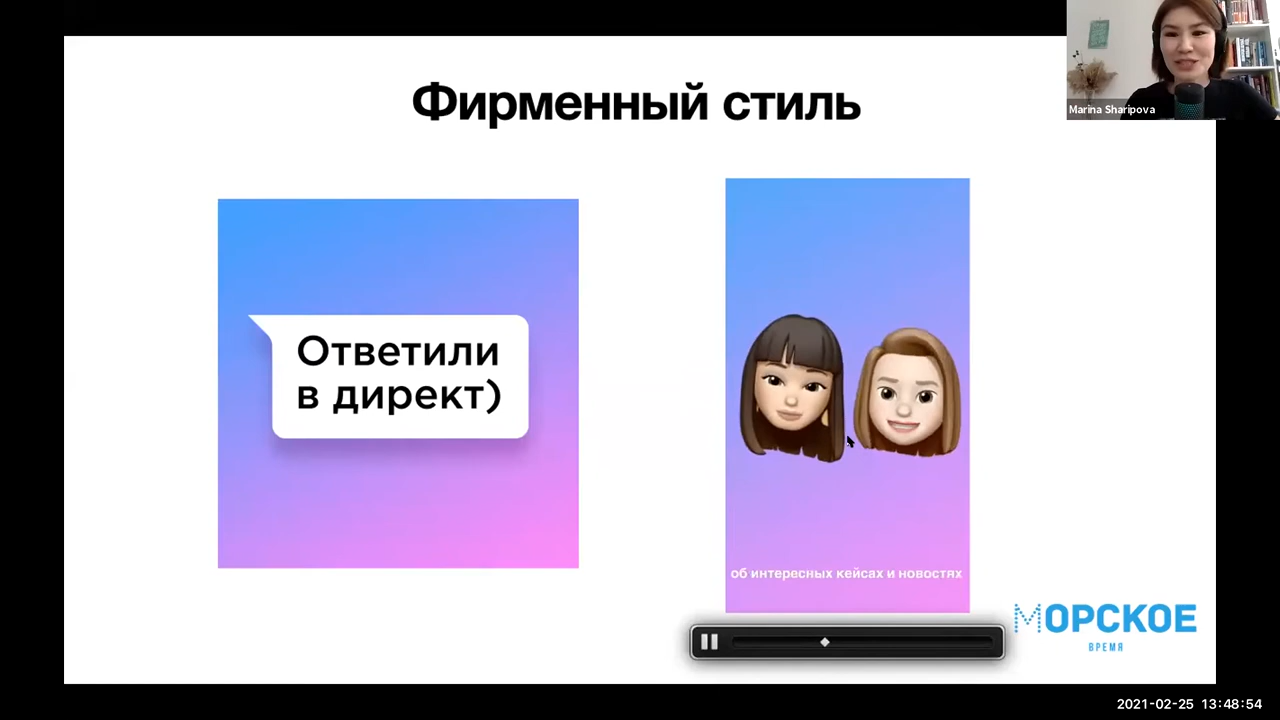 Фирменный стиль
Marina Sharipova
Ответили
в директ)
об интересных кейсах и новостях
МОРСКОЕ
ВРЕМЯ
2021-02-25 13:48:54